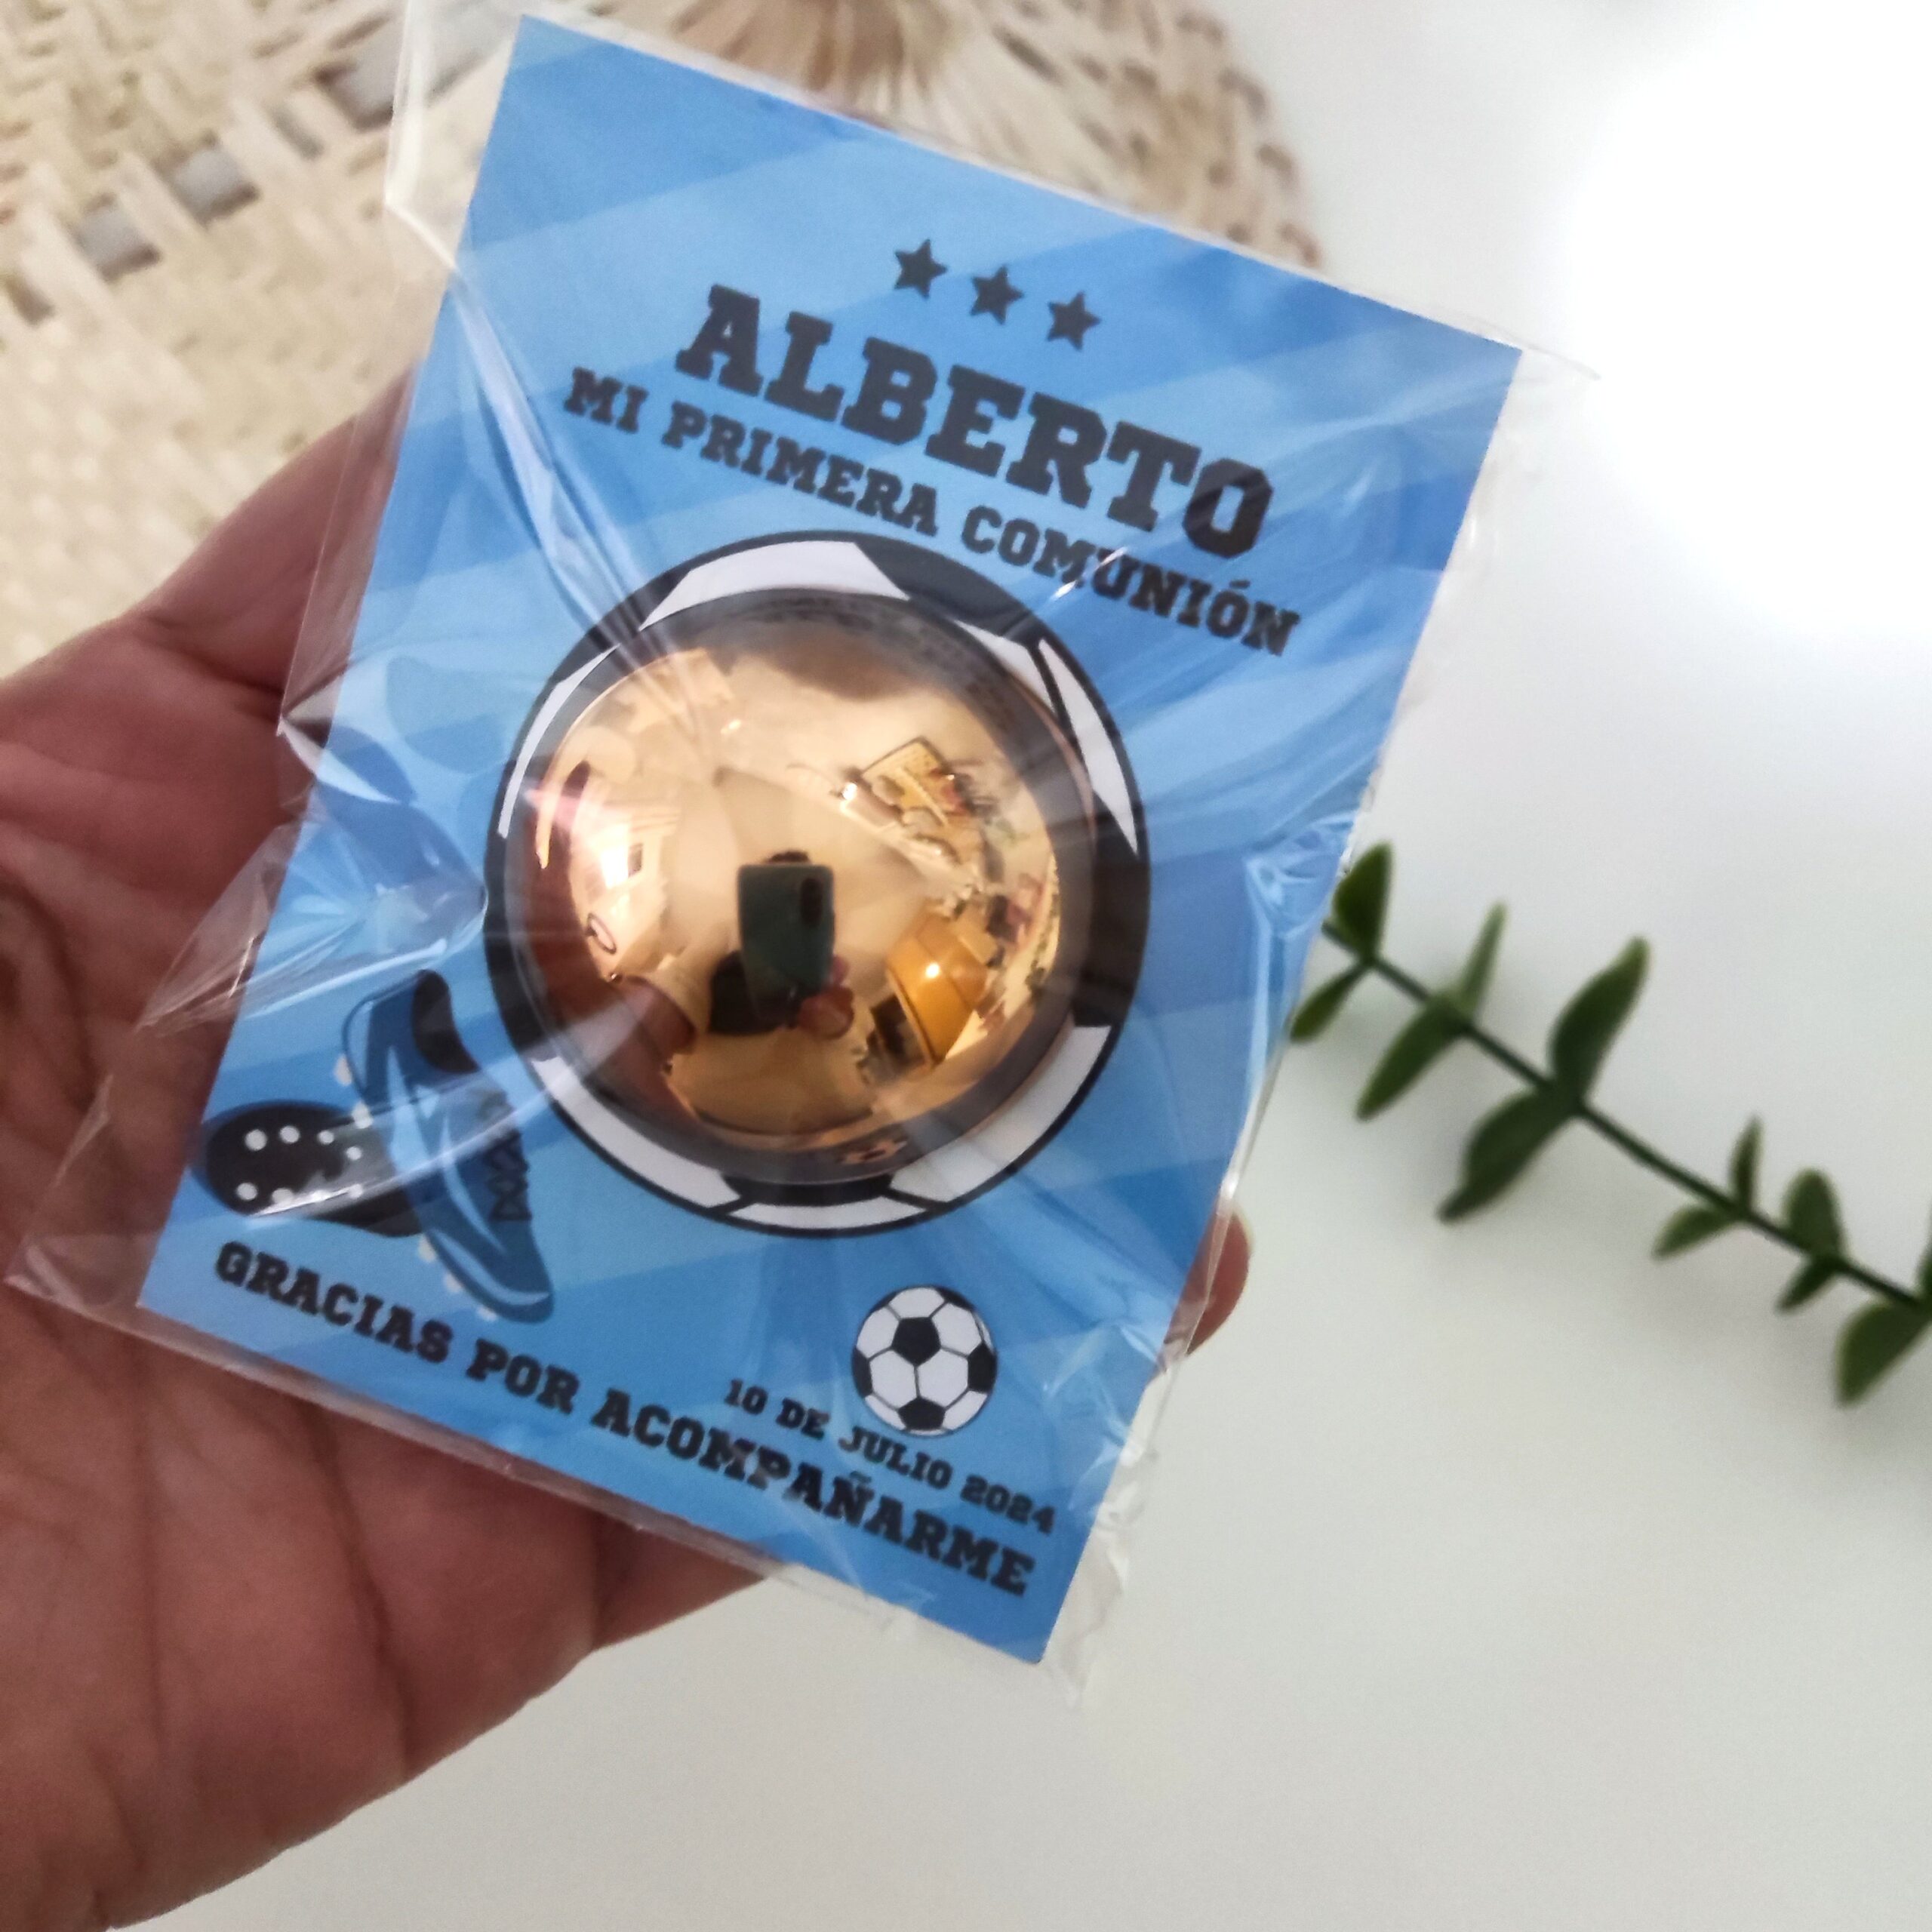 ALBERTO
MI PRIMERA COMUNIÓN
10 DE JULIO 2024
GRACIAS POR ACOMPAÑARME